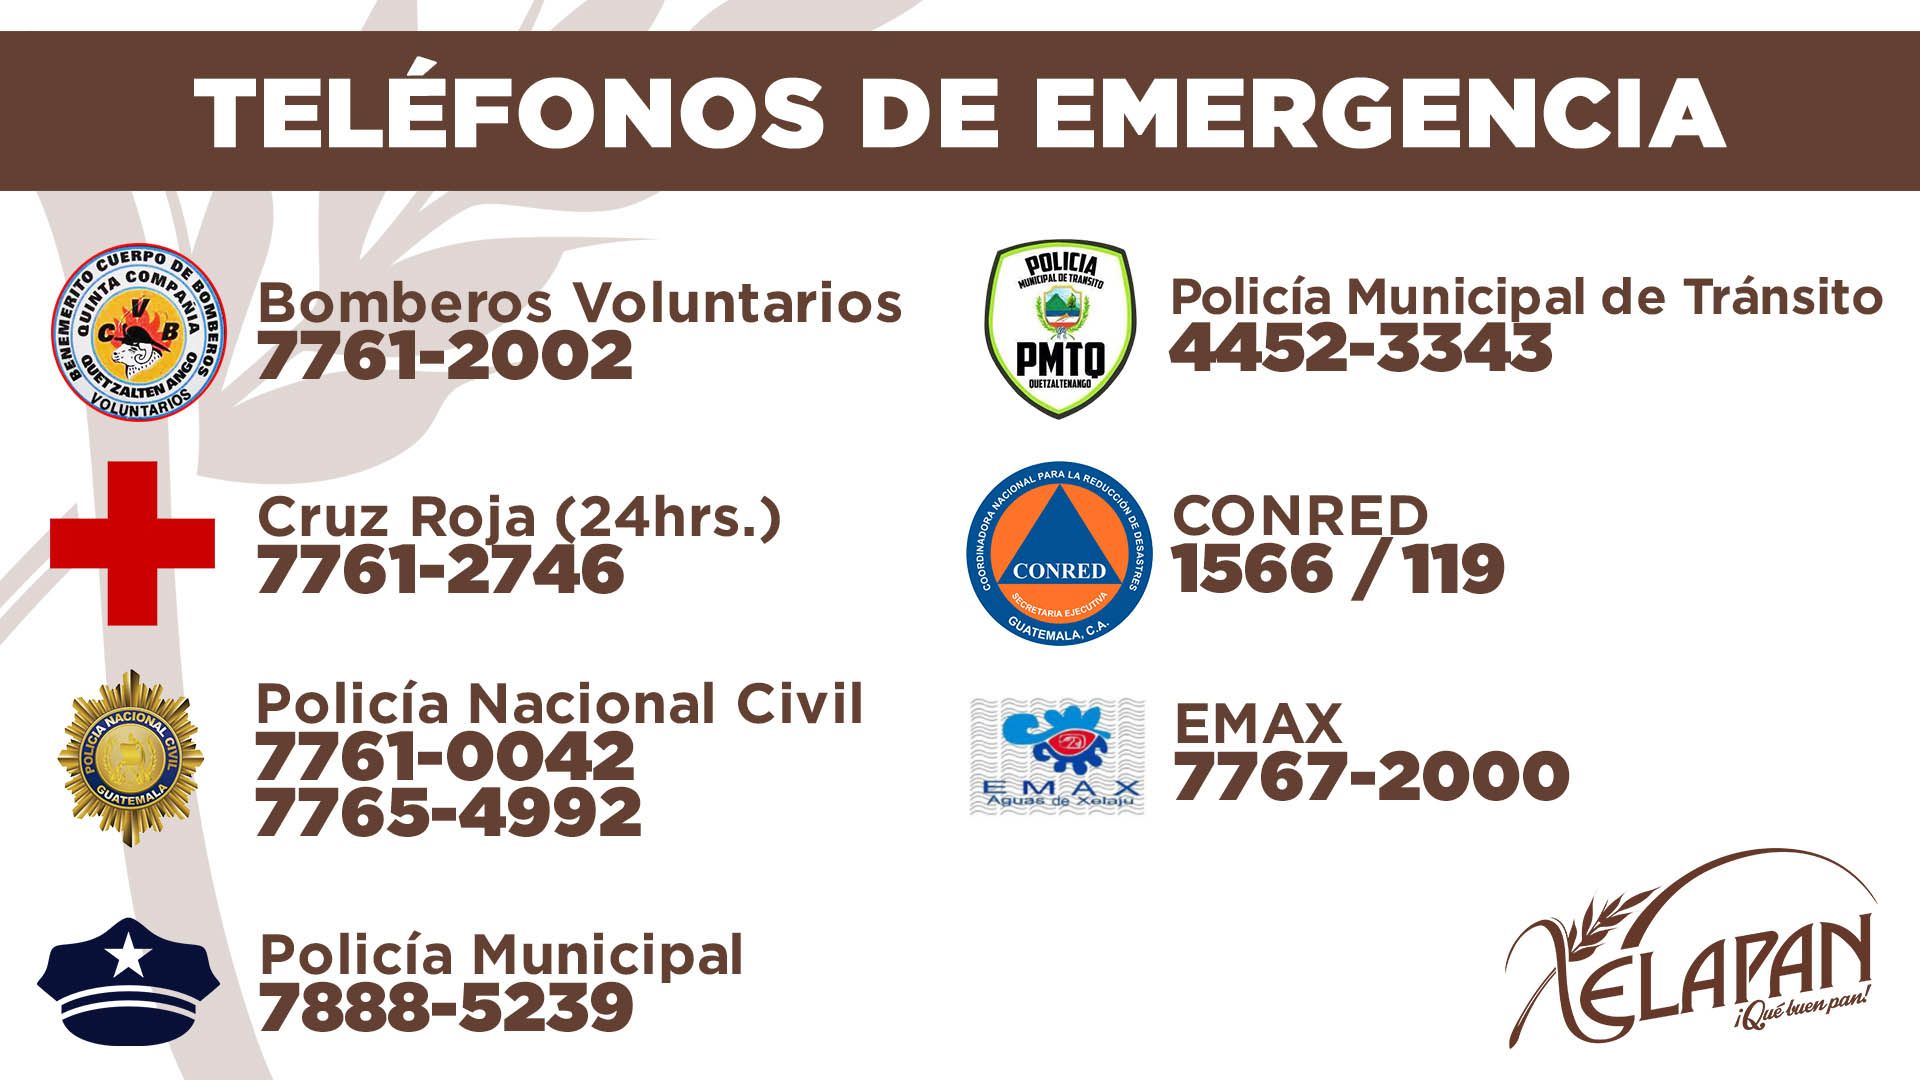 TELÉFONOS DE EMERGENCIA
BENEMERITO CUERPO DE BOMBEROS
VOLUNTARIOS
QUINTA COMPAÑIA
QUETZALTENANGO
C V B
Bomberos Voluntarios
7761-2002
Cruz Roja (24hrs.)
7761-2746
POLICIA NACIONAL CIVIL
GUATEMALA
Policía Nacional Civil
7761-0042
7765-4992
Policía Municipal
7888-5239
POLICIA
MUNICIPAL DE TRANSITO
PMTQ
QUETZALTENANGO
Policía Municipal de Tránsito
4452-3343
COORDINADORA NACIONAL PARA LA REDUCCIÓN DE DESASTRES
CONRED
SECRETARIA EJECUTIVA
GUATEMALA, C.A.
CONRED
1566 / 119
EMAX
Aguas de Xelajú
EMAX
7767-2000
XELAPAN
¡Qué buen pan!